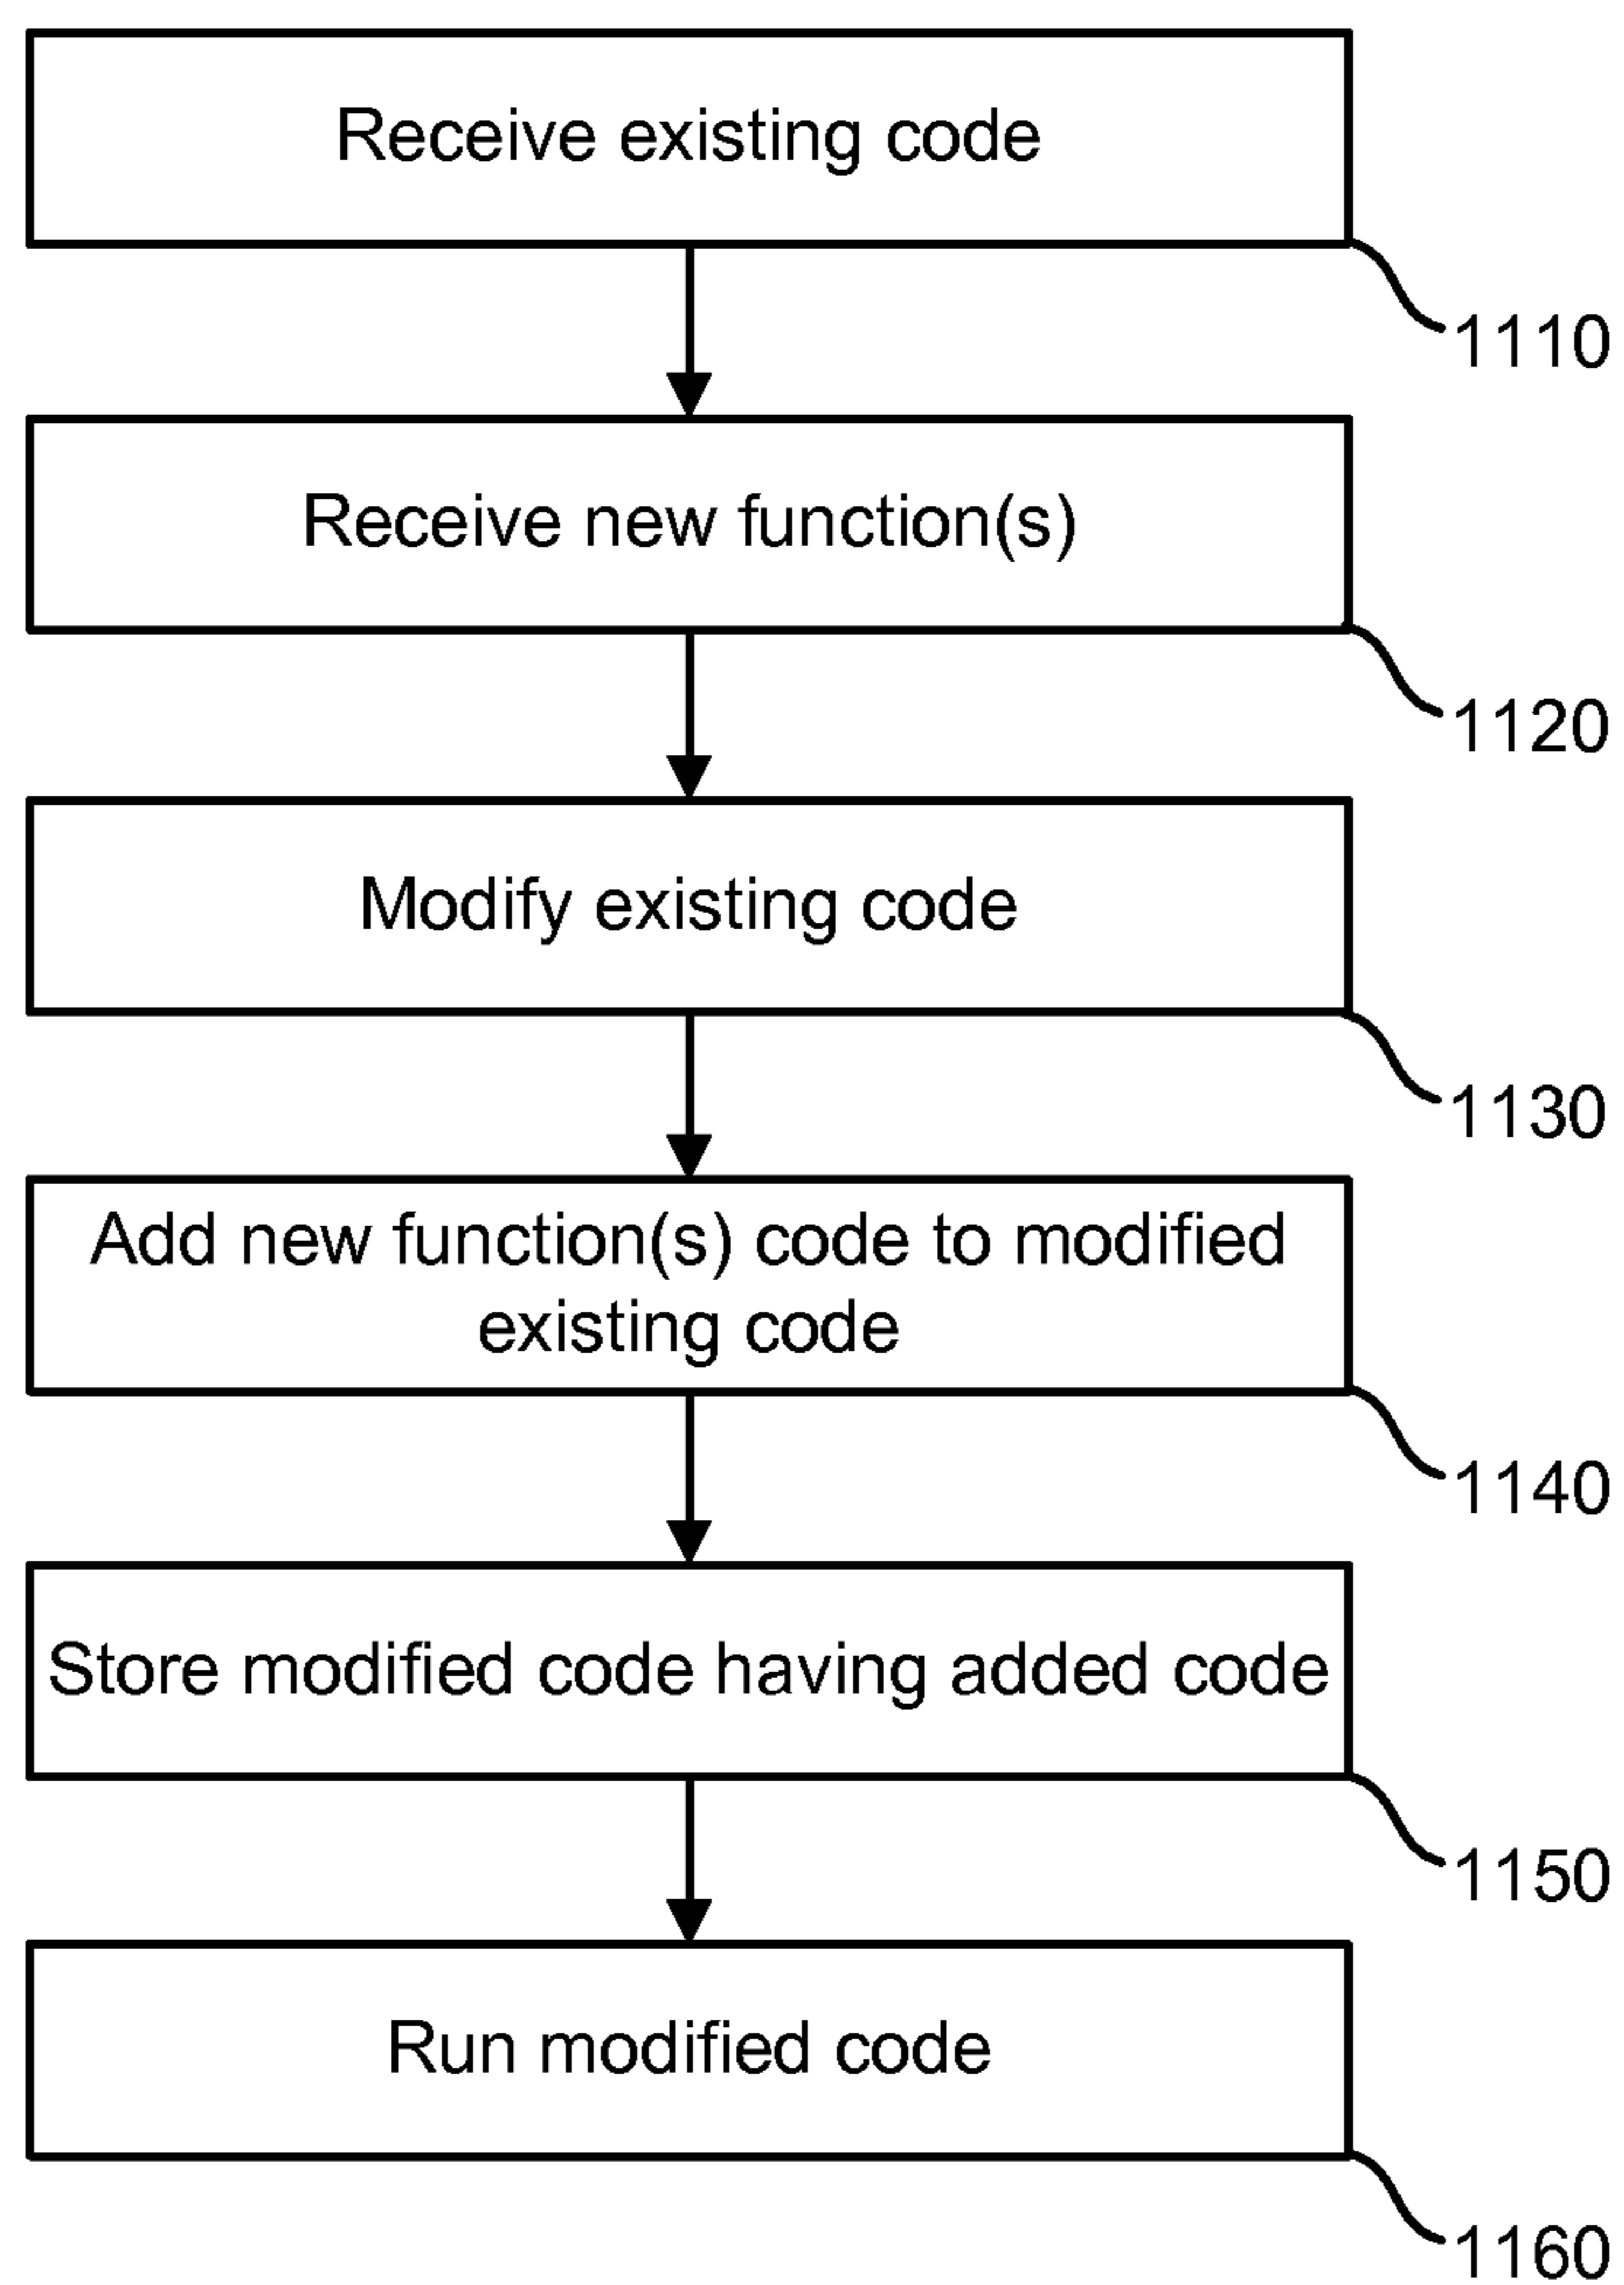 Receive existing code
1110
Receive new function(s)
1120
Modify existing code
1130
Add new function(s) code to modified
existing code
1140
Store modified code having added code
1150
Run modified code
1160